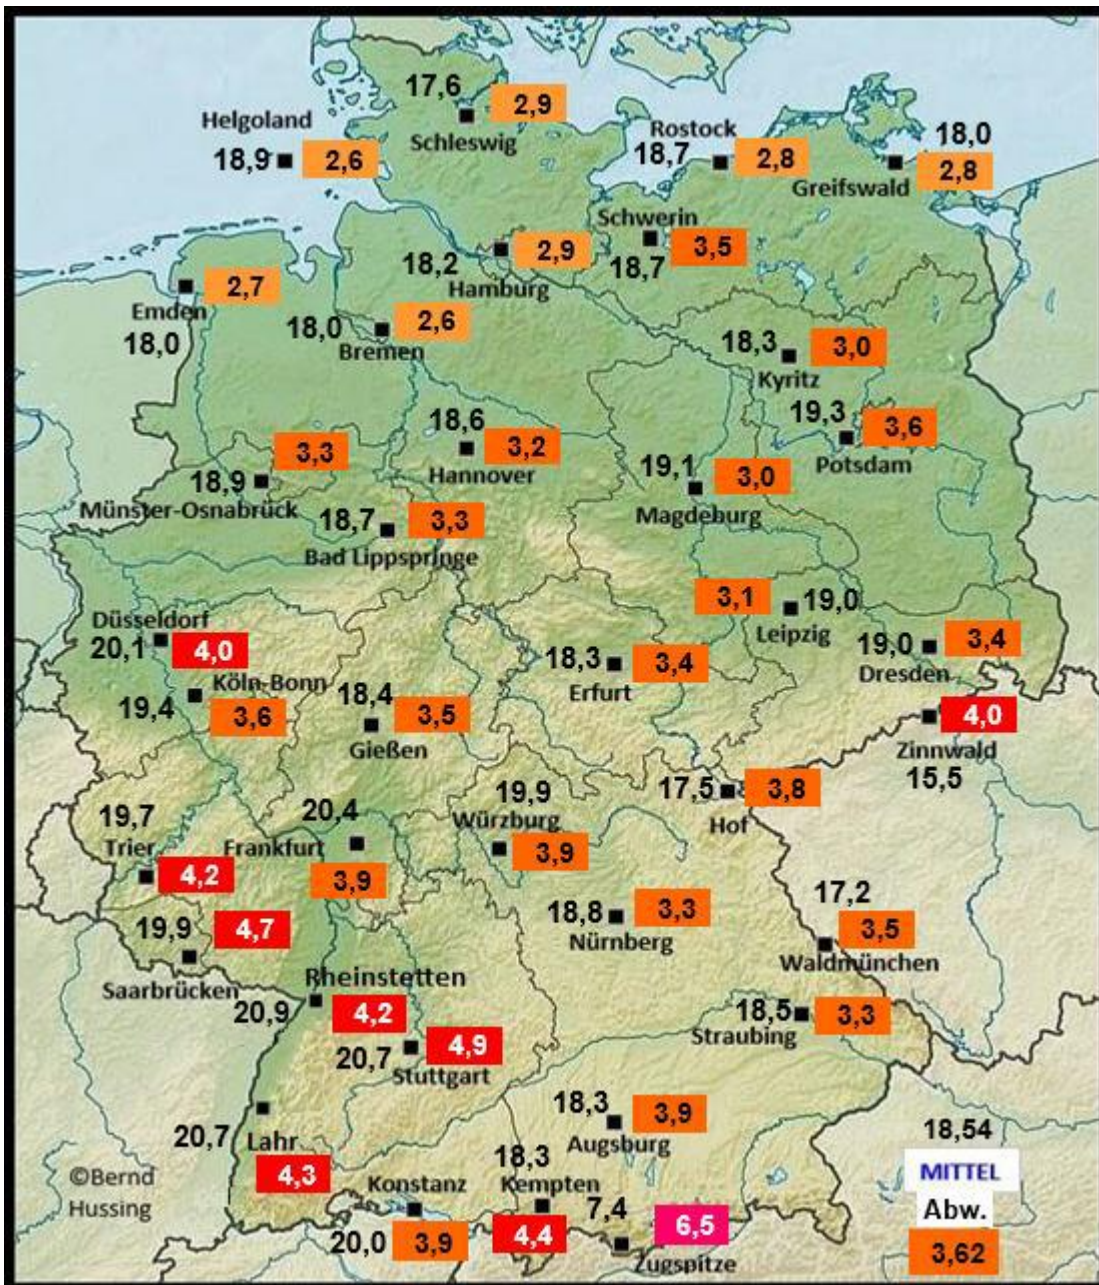 17,6
2,9
Schleswig
Helgoland
18,9
2,6
Rostock
18,7
2,8
18,0
2,8
Greifswald
Schwerin
18,7
3,5
2,9
18,2
Hamburg
2,7
Emden
18,0
18,0
2,6
Bremen
18,3
3,0
Kyritz
19,3
3,6
Potsdam
18,6
3,2
Hannover
3,3
18,9
Münster-Osnabrück
19,1
3,0
Magdeburg
18,7
3,3
Bad Lippspringe
3,1
19,0
Leipzig
Düsseldorf
20,1
4,0
19,0
3,4
Dresden
18,3
3,4
Erfurt
Köln-Bonn
19,4
3,6
18,4
3,5
Gießen
4,0
Zinnwald
15,5
17,5
3,8
Hof
19,7
Trier
4,2
20,4
Frankfurt
3,9
19,9
Würzburg
3,9
18,8
3,3
Nürnberg
17,2
3,5
Waldmünchen
19,9
4,7
Saarbrücken
Rheinstetten
20,9
4,2
18,5
3,3
Straubing
20,7
4,9
Stuttgart
20,7
Lahr
4,3
18,3
3,9
Augsburg
18,3
Kempten
4,4
Konstanz
20,0
3,9
7,4
6,5
Zugspitze
©Bernd
Hussing
18,54
MITTEL
Abw.
3,62